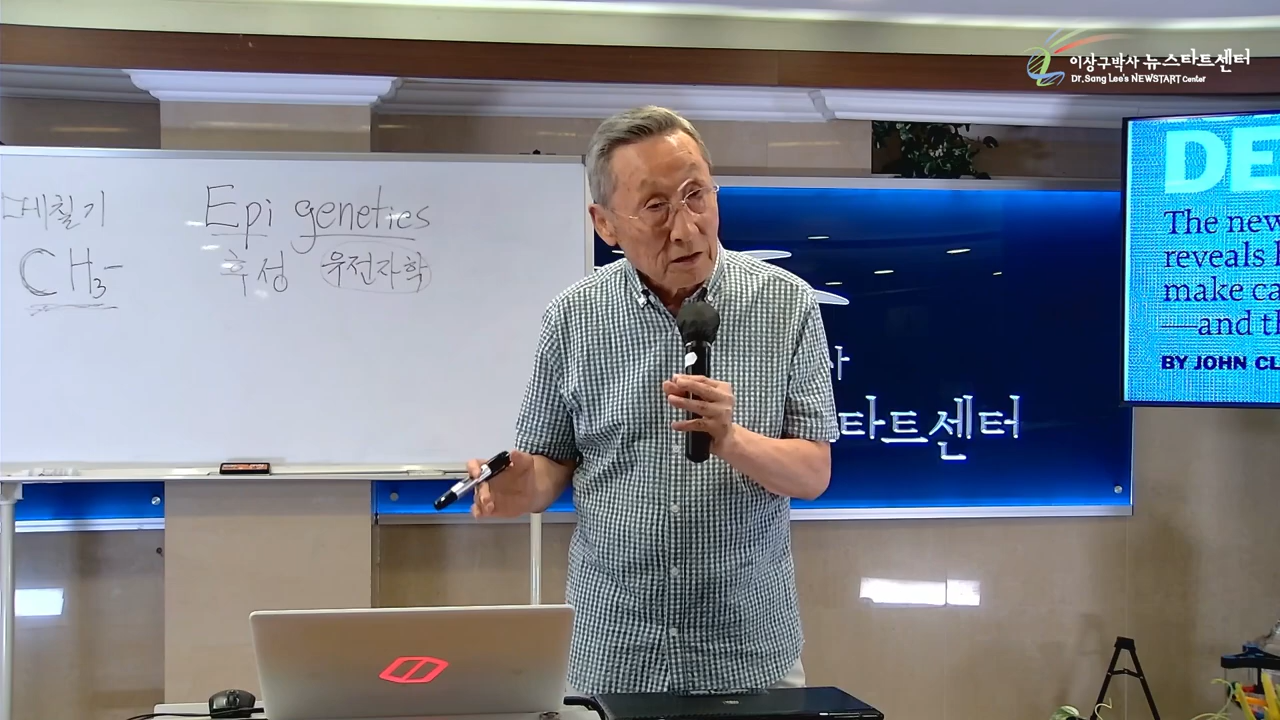 이상구박사 뉴스타트센터
Dr. Sang Lee's NEWSTART Center
메칠기
CH₃-
Epi genetics
후성 유전자학
DE
The new
reveals
make ca
—and th
BY JOHN CL
사
스타트센터